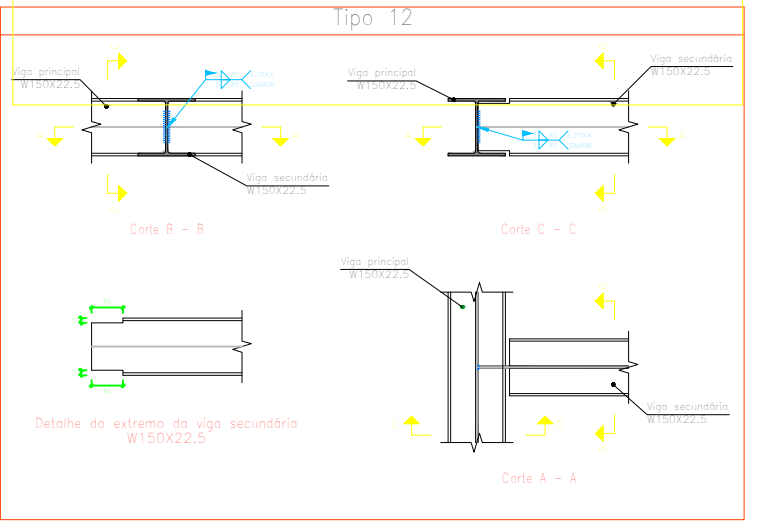 Tipo 12
Viga principal
W150X22.5
Viga secundária
W150X22.5
Corte B - B
Viga principal
W150X22.5
Viga secundária
W150X22.5
Corte C - C
Detalhe do extremo da viga secundária
W150X22.5
Viga principal
W150X22.5
Viga secundária
W150X22.5
Corte A - A